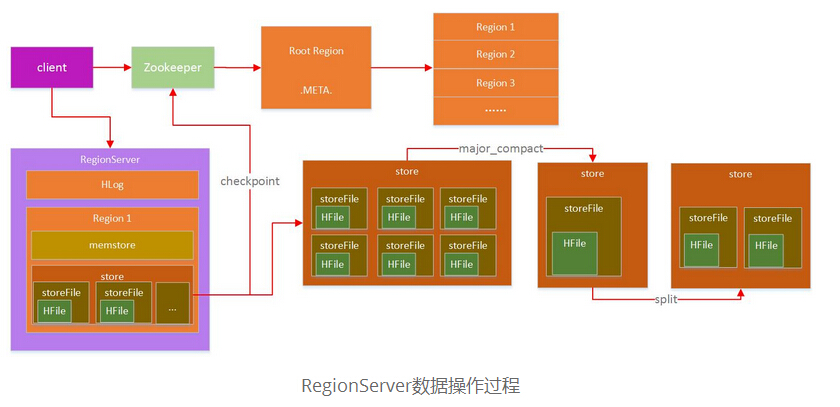 client
Zookeeper
Root Region
.META.
Region 1
Region 2
Region 3
......
RegionServer
HLog
Region 1
memstore
store
storeFile
HFile
storeFile
HFile
...
checkpoint
major_compact
store
storeFile
HFile
storeFile
HFile
storeFile
HFile
storeFile
HFile
storeFile
HFile
storeFile
HFile
store
storeFile
HFile
split
store
storeFile
HFile
storeFile
HFile
RegionServer数据操作过程